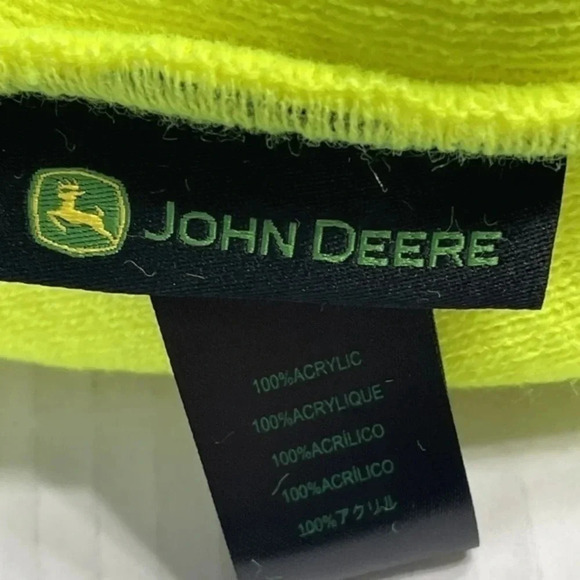 JOHN DEERE
100%ACRYLIC
100%ACRYLIQUE
100%ACRÍLICO
100%ACRÍLICO
100%アクリル